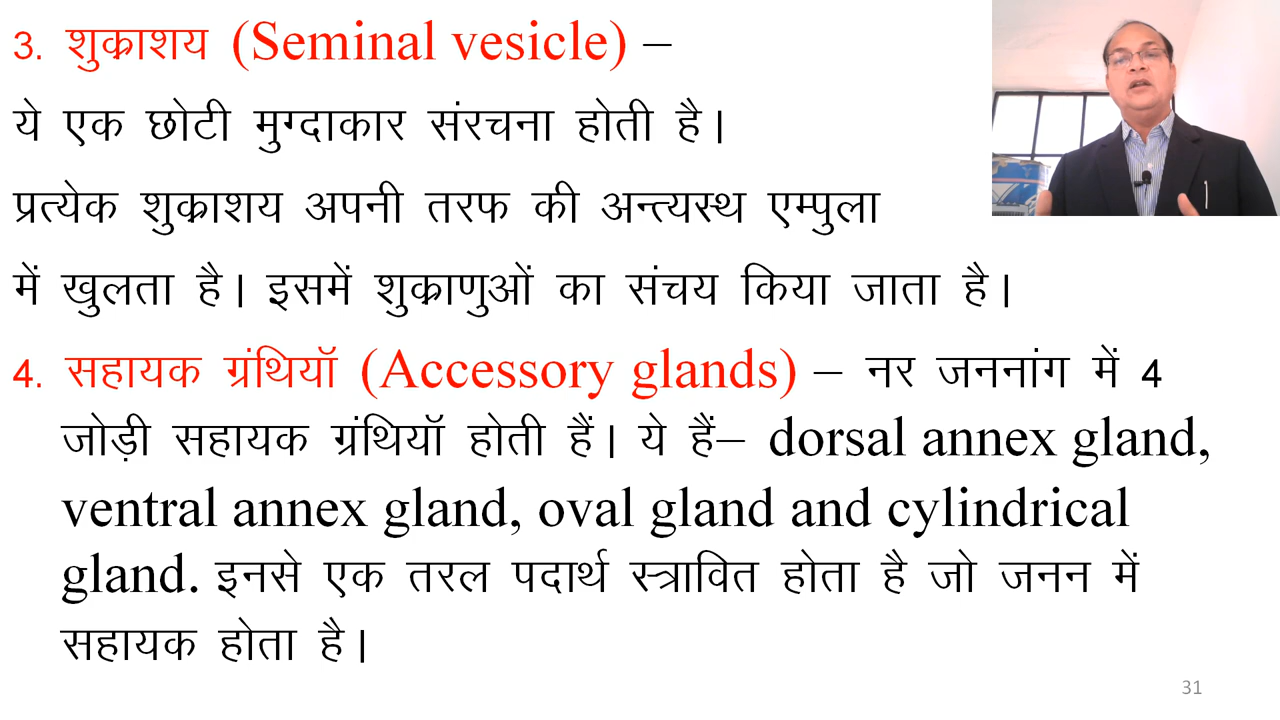 3. शुक्राशय (Seminal vesicle) –
ये एक छोटी मुग्दाकार संरचना होती है।
प्रत्येक शुक्राशय अपनी तरफ की अन्त्यस्थ एम्पुला
में खुलता है। इसमें शुक्राणुओं का संचय किया जाता है।
4. सहायक ग्रंथियॉ (Accessory glands) – नर जननांग में 4
जोड़ी सहायक ग्रंथियॉ होती हैं। ये हैं– dorsal annex gland,
ventral annex gland, oval gland and cylindrical
gland. इनसे एक तरल पदार्थ स्त्रावित होता है जो जनन में
सहायक होता है।
31